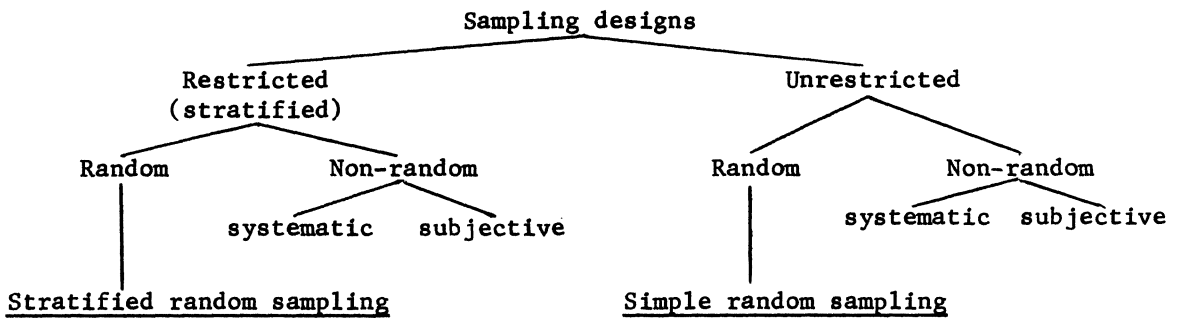 Sampling designs
Restricted
(stratified)
Unrestricted
Random
Non-random
Random
Non-random
systematic
subjective
systematic
subjective
Stratified random sampling
Simple random sampling